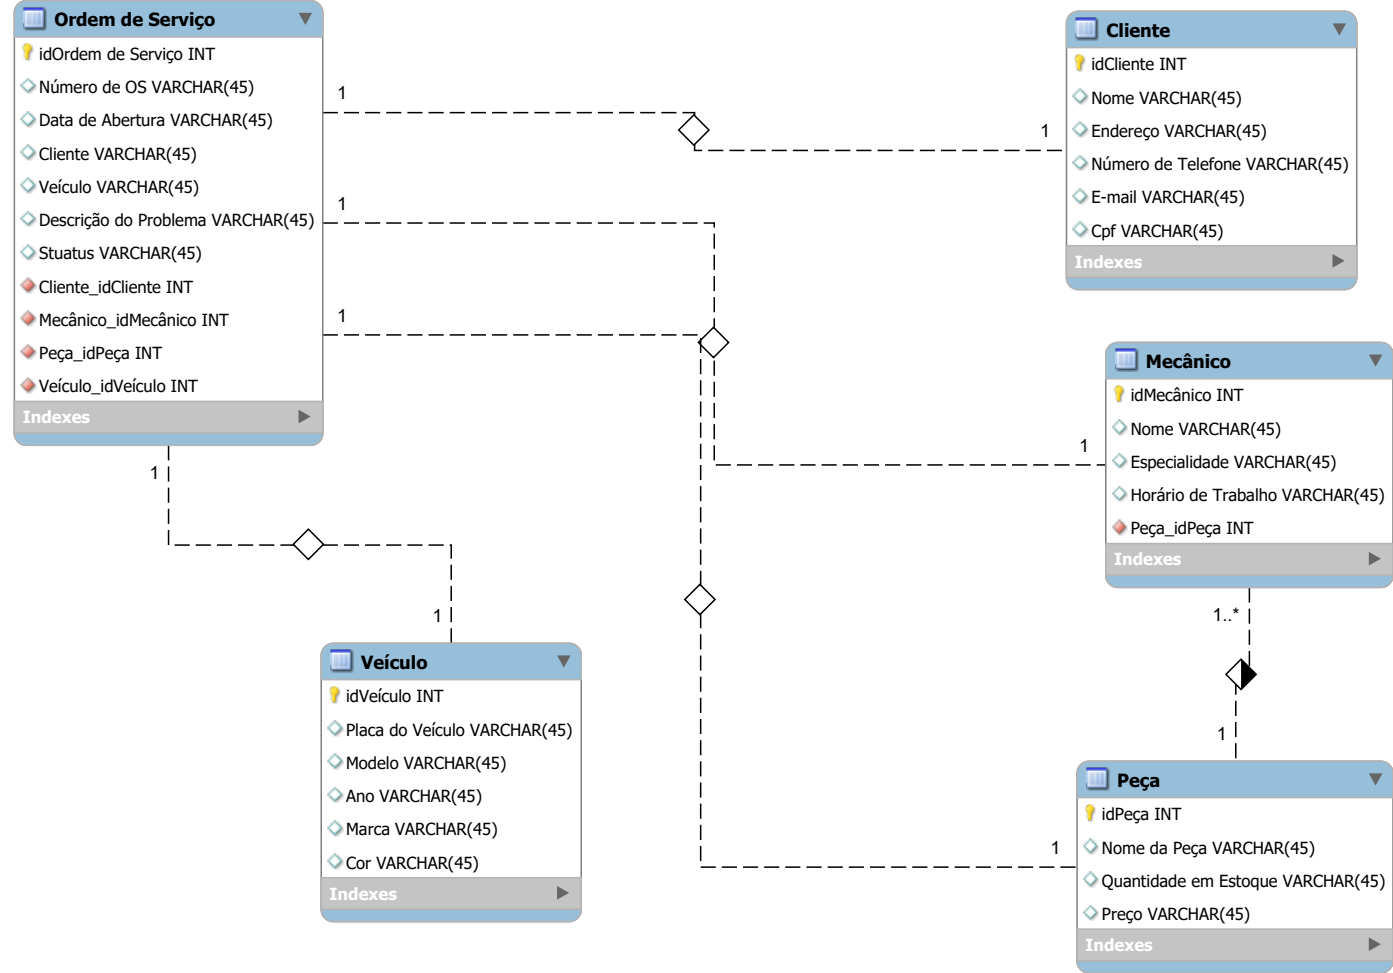 Ordem de Serviço
idOrdem de Serviço INT
Número de OS VARCHAR(45)
Data de Abertura VARCHAR(45)
Cliente VARCHAR(45)
Veículo VARCHAR(45)
Descrição do Problema VARCHAR(45)
Stuatus VARCHAR(45)
Cliente_idCliente INT
Mecânico_idMecânico INT
Peça_idPeça INT
Veículo_idVeículo INT
Indexes
1
1
1
1
1
1
1
1
1..*
1
Cliente
idCliente INT
Nome VARCHAR(45)
Endereço VARCHAR(45)
Número de Telefone VARCHAR(45)
E-mail VARCHAR(45)
Cpf VARCHAR(45)
Indexes
Mecânico
idMecânico INT
Nome VARCHAR(45)
Especialidade VARCHAR(45)
Horário de Trabalho VARCHAR(45)
Peça_idPeça INT
Indexes
Veículo
idVeículo INT
Placa do Veículo VARCHAR(45)
Modelo VARCHAR(45)
Ano VARCHAR(45)
Marca VARCHAR(45)
Cor VARCHAR(45)
Indexes
Peça
idPeça INT
Nome da Peça VARCHAR(45)
Quantidade em Estoque VARCHAR(45)
Preço VARCHAR(45)
Indexes